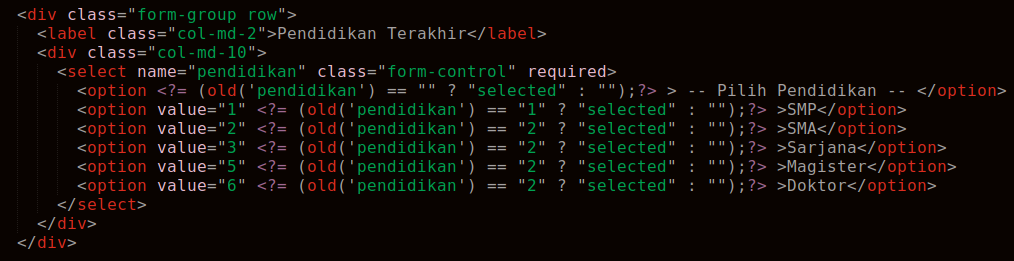 <div class="form-group row">
<label class="col-md-2">Pendidikan Terakhir</label>
<div class="col-md-10">
<select name="pendidikan" class="form-control" required>
<option <?= (old('pendidikan') == "" ? "selected" : "");?> > -- Pilih Pendidikan -- </option>
<option value="1" <?= (old('pendidikan') == "1" ? "selected" : "");?> >SMP</option>
<option value="2" <?= (old('pendidikan') == "2" ? "selected" : "");?> >SMA</option>
<option value="3" <?= (old('pendidikan') == "2" ? "selected" : "");?> >Sarjana</option>
<option value="5" <?= (old('pendidikan') == "2" ? "selected" : "");?> >Magister</option>
<option value="6" <?= (old('pendidikan') == "2" ? "selected" : "");?> >Doktor</option>
</select>
</div>
</div>